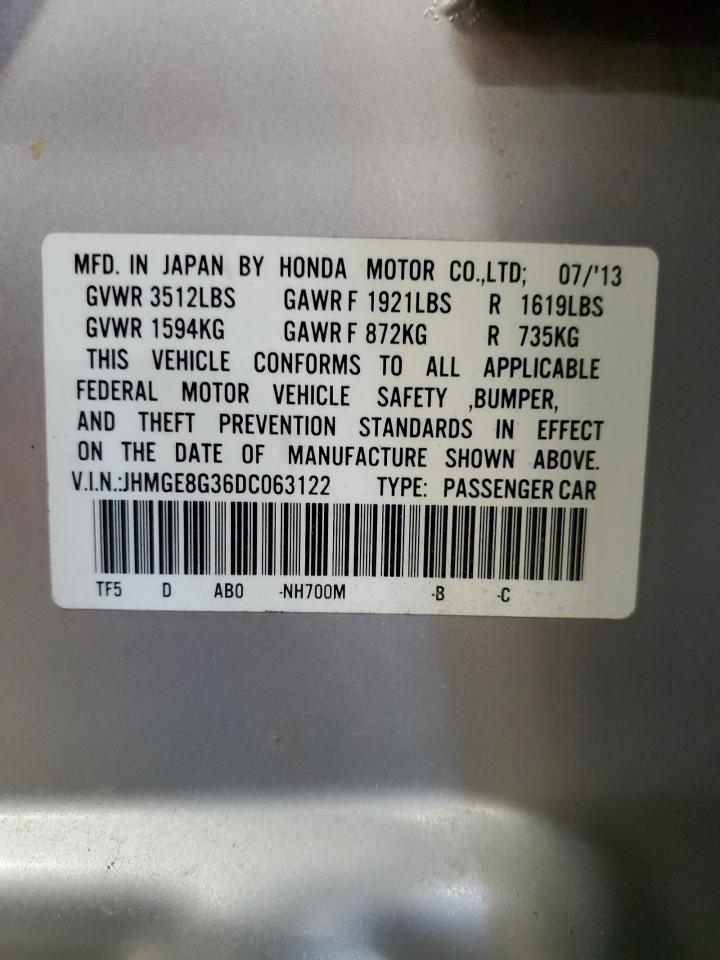 MFD. IN JAPAN BY HONDA MOTOR CO.,LTD; 07/'13
GVWR 3512LBS GAWR F 1921LBS R 1619LBS
GVWR 1594KG GAWR F 872KG R 735KG
THIS VEHICLE CONFORMS TO ALL APPLICABLE
FEDERAL MOTOR VEHICLE SAFETY ,BUMPER,
AND THEFT PREVENTION STANDARDS IN EFFECT
ON THE DATE OF MANUFACTURE SHOWN ABOVE.
V.I.N.:JHMGE8G36DC063122 TYPE: PASSENGER CAR
TF5 D AB0 -NH700M -B -C